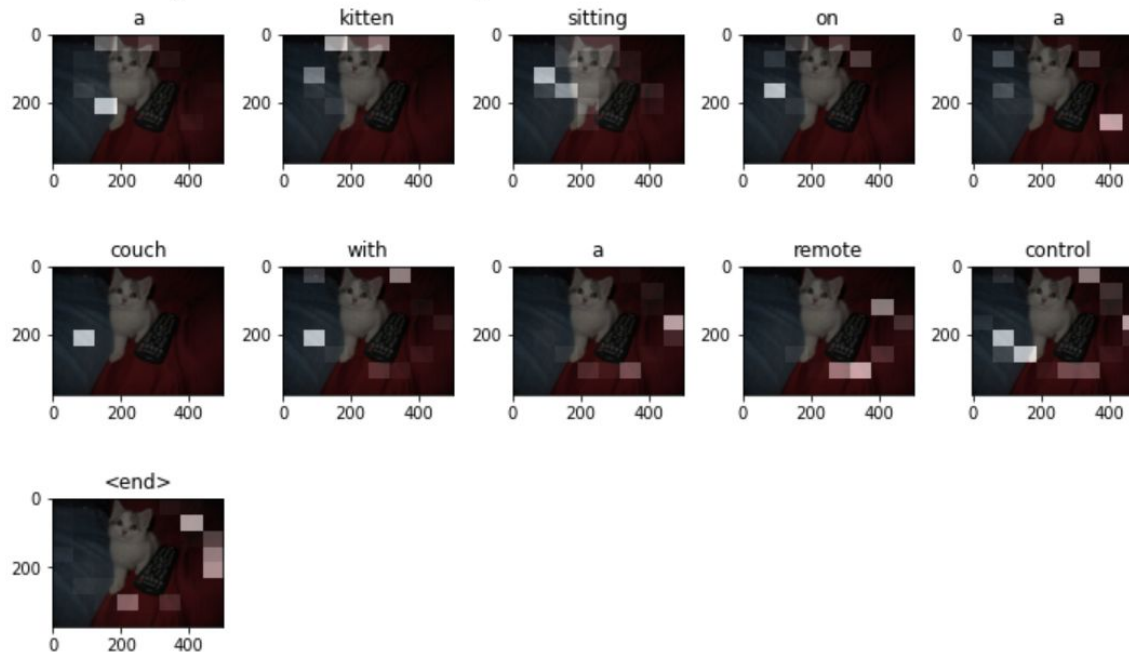 a kitten sitting on a
0 0 0 0 0
200 200 200 200 200
0 200 400 0 200 400 0 200 400 0 200 400 0 200 400
couch with a remote control
0 0 0 0 0
200 200 200 200 200
0 200 400 0 200 400 0 200 400 0 200 400 0 200 400
<end>
0
200
0 200 400